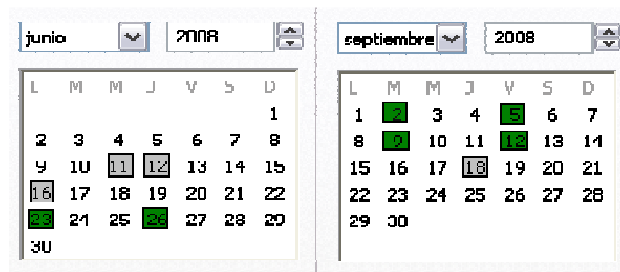 junio 2008
L M M J V S D
1
2 3 4 5 6 7 8
9 10 11 12 13 14 15
16 17 18 19 20 21 22
23 24 25 26 27 28 29
30
septiembre 2008
L M M J V S D
1 2 3 4 5 6 7
8 9 10 11 12 13 14
15 16 17 18 19 20 21
22 23 24 25 26 27 28
29 30